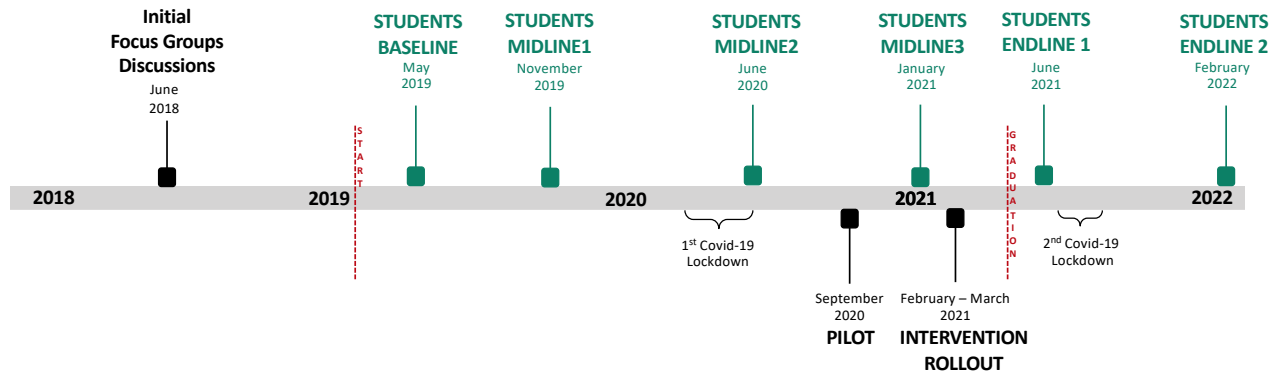 Initial
Focus Groups
Discussions
June
2018
STUDENTS
BASELINE
May
2019
STUDENTS
MIDLINE1
November
2019
STUDENTS
MIDLINE2
June
2020
STUDENTS
MIDLINE3
January
2021
STUDENTS
ENDLINE 1
June
2021
STUDENTS
ENDLINE 2
February
2022
START
GRADUATION
2018
2019
2020
2021
2022
1st Covid-19
Lockdown
2nd Covid-19
Lockdown
September
2020
PILOT
February – March
2021
INTERVENTION
ROLLOUT